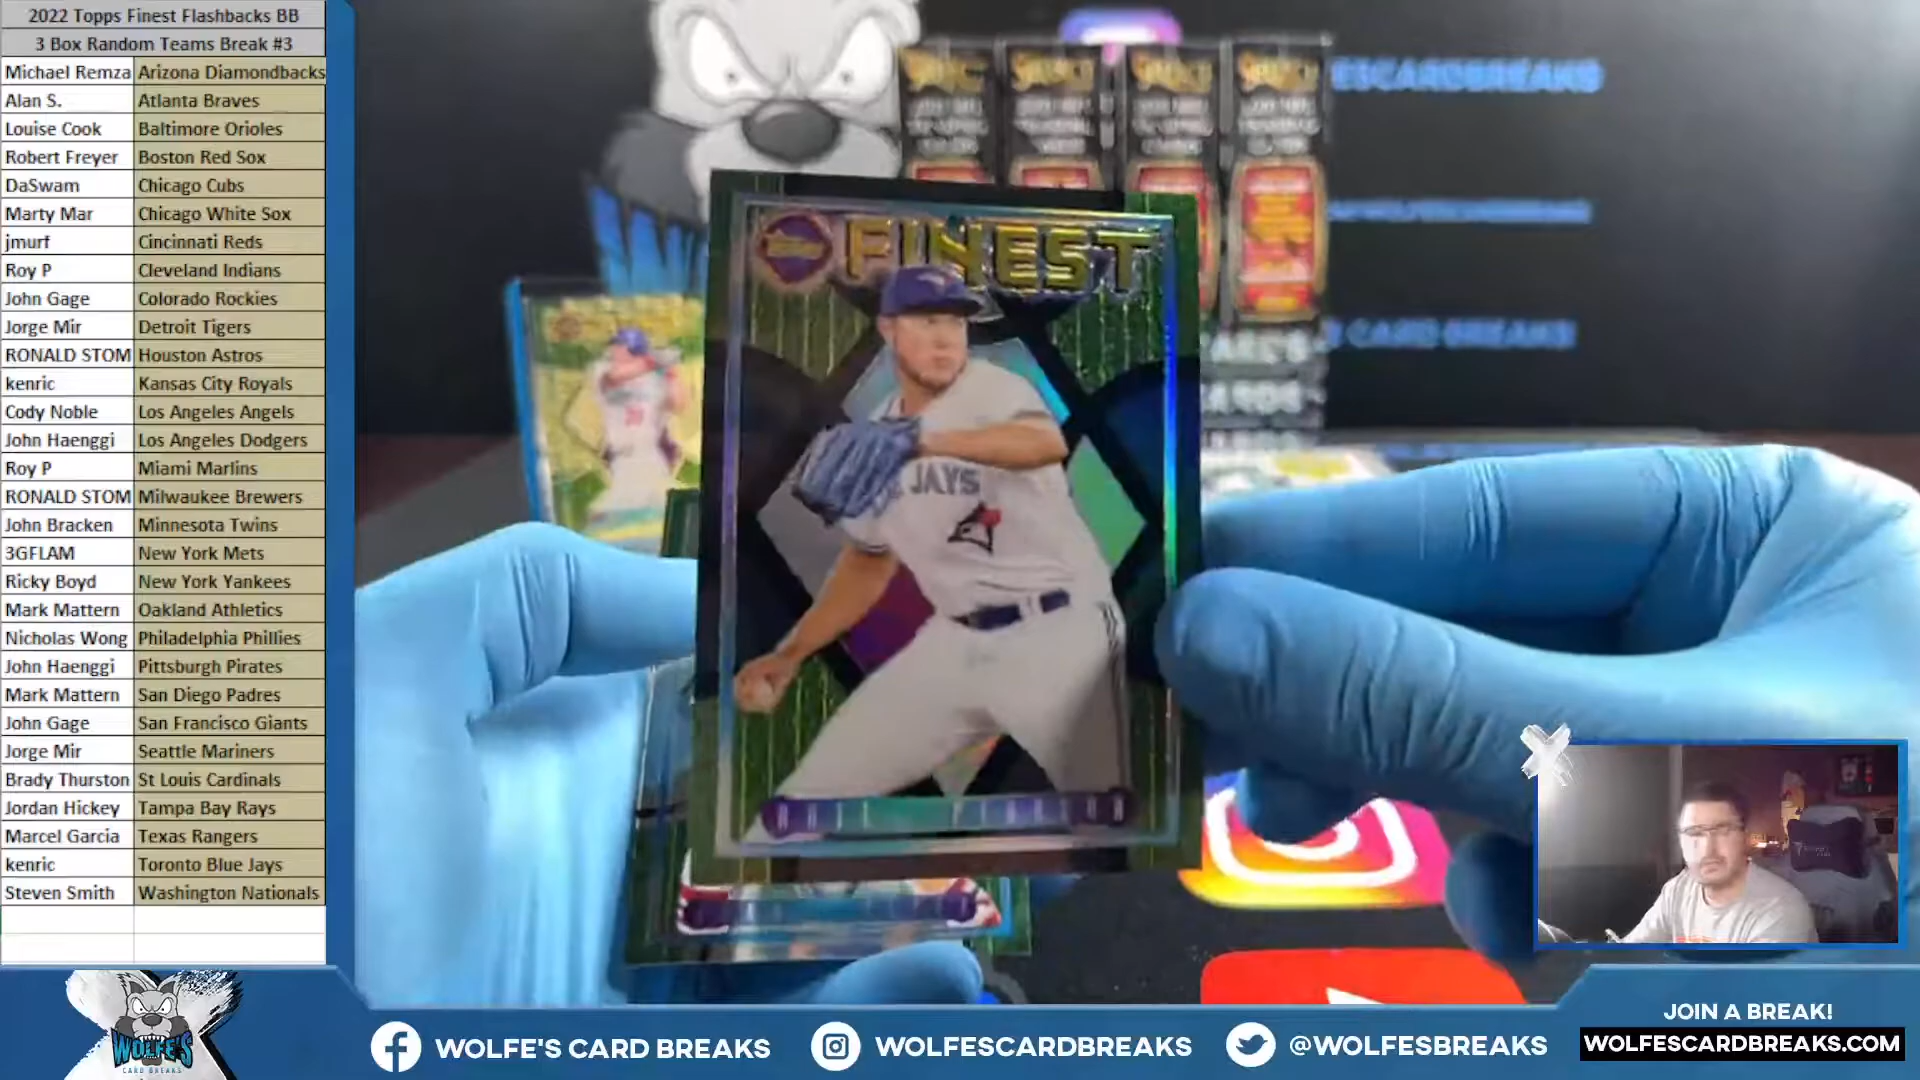 2022 Topps Finest Flashbacks BB
3 Box Random Teams Break #3
Michael Remza Arizona Diamondbacks
Alan S. Atlanta Braves
Louise Cook Baltimore Orioles
Robert Freyer Boston Red Sox
DaSwam Chicago Cubs
Marty Mar Chicago White Sox
jmurf Cincinnati Reds
Roy P Cleveland Indians
John Gage Colorado Rockies
Jorge Mir Detroit Tigers
RONALD STOM Houston Astros
kenric Kansas City Royals
Cody Noble Los Angeles Angels
John Haenggi Los Angeles Dodgers
Roy P Miami Marlins
RONALD STOM Milwaukee Brewers
John Bracken Minnesota Twins
3GFLAM New York Mets
Ricky Boyd New York Yankees
Mark Mattern Oakland Athletics
Nicholas Wong Philadelphia Phillies
John Haenggi Pittsburgh Pirates
Mark Mattern San Diego Padres
John Gage San Francisco Giants
Jorge Mir Seattle Mariners
Brady Thurston St Louis Cardinals
Jordan Hickey Tampa Bay Rays
Marcel Garcia Texas Rangers
kenric Toronto Blue Jays
Steven Smith Washington Nationals
ESCARDBREAKS
CARD BREAKS
FINEST
JAYS
WOLFE'S
CARD BREAKS
WOLFE'S CARD BREAKS
WOLFESCARDBREAKS
@WOLFESBREAKS
JOIN A BREAK!
WOLFESCARDBREAKS.COM